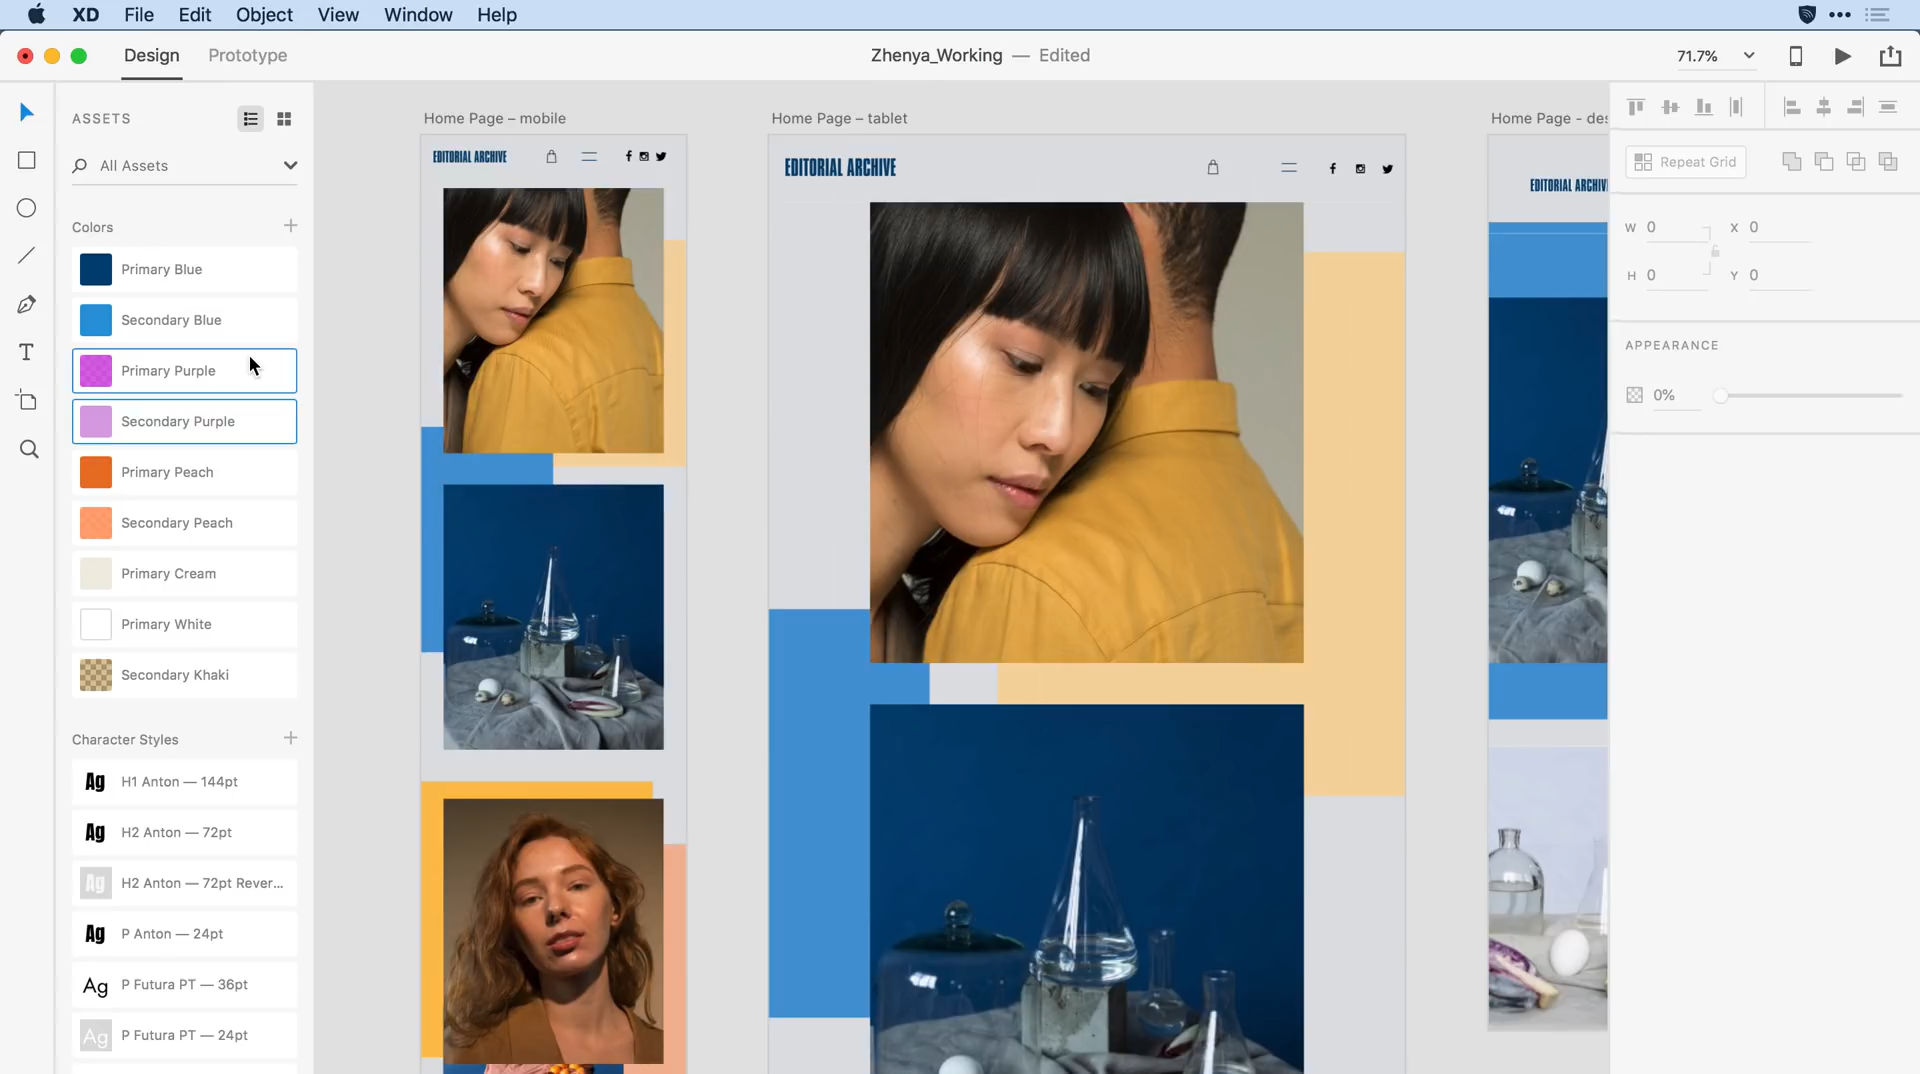 XD File Edit Object View Window Help
Design Prototype Zhenya_Working — Edited 71.7%
ASSETS
All Assets
Colors
Primary Blue
Secondary Blue
Primary Purple
Secondary Purple
Primary Peach
Secondary Peach
Primary Cream
Primary White
Secondary Khaki
Character Styles
Ag H1 Anton — 144pt
Ag H2 Anton — 72pt
Ag H2 Anton — 72pt Rever...
Ag P Anton — 24pt
Ag P Futura PT — 36pt
Ag P Futura PT — 24pt
Home Page – mobile
EDITORIAL ARCHIVE
Home Page – tablet
EDITORIAL ARCHIVE
Home Page - des
EDITORIAL ARCHIV
Repeat Grid
W 0 X 0
H 0 Y 0
APPEARANCE
0%